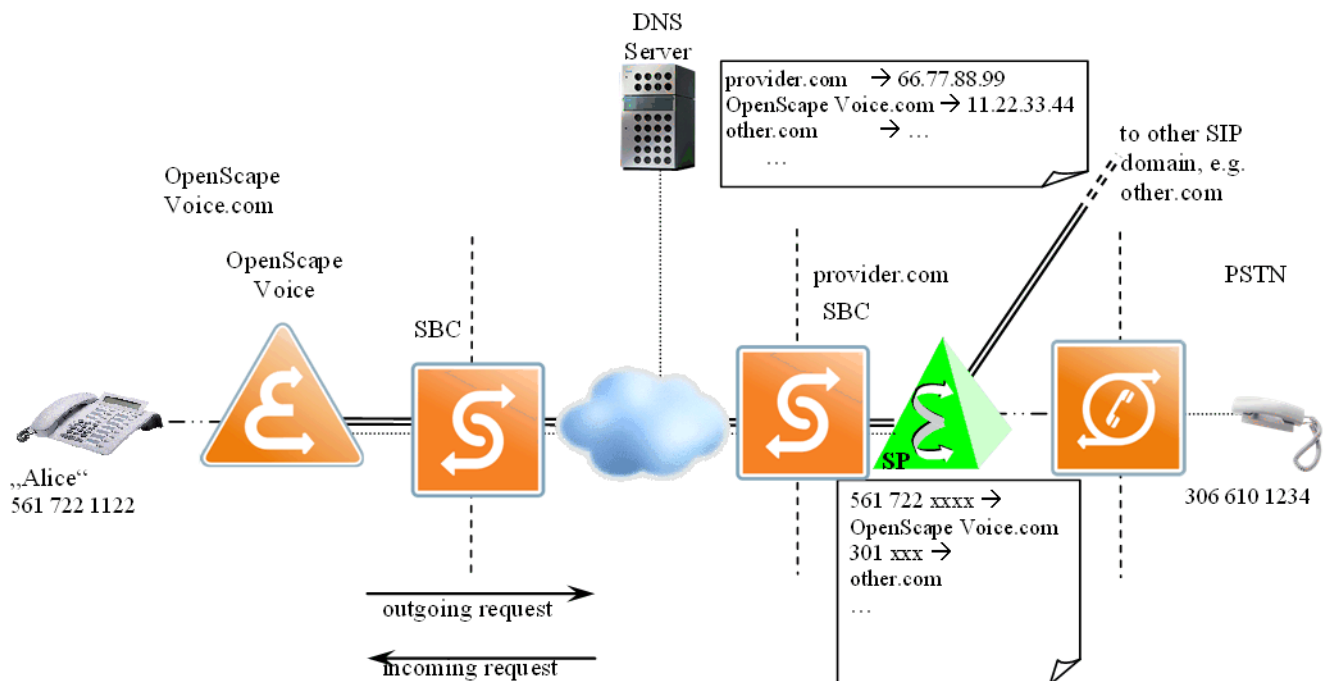 DNS
Server
provider.com → 66.77.88.99
OpenScape Voice.com → 11.22.33.44
other.com → ...
...
to other SIP
domain, e.g.
other.com
OpenScape
Voice.com
OpenScape
Voice
SBC
provider.com
SBC
PSTN
SP
„Alice“
561 722 1122
306 610 1234
561 722 xxxx →
OpenScape Voice.com
301 xxx →
other.com
...
outgoing request
incoming request